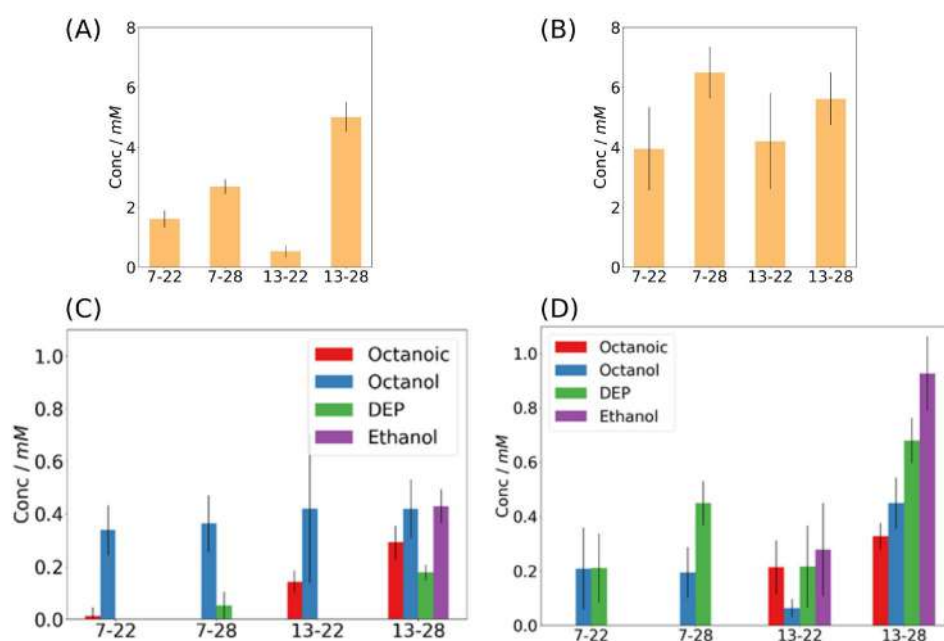 (A)
8
6
4
2
0
Conc / mM
7-22 7-28 13-22 13-28
(B)
8
6
4
2
0
Conc / mM
7-22 7-28 13-22 13-28
(C)
1.0
0.8
0.6
0.4
0.2
0.0
Conc / mM
Octanoic
Octanol
DEP
Ethanol
7-22 7-28 13-22 13-28
(D)
1.0
0.8
0.6
0.4
0.2
0.0
Conc / mM
Octanoic
Octanol
DEP
Ethanol
7-22 7-28 13-22 13-28